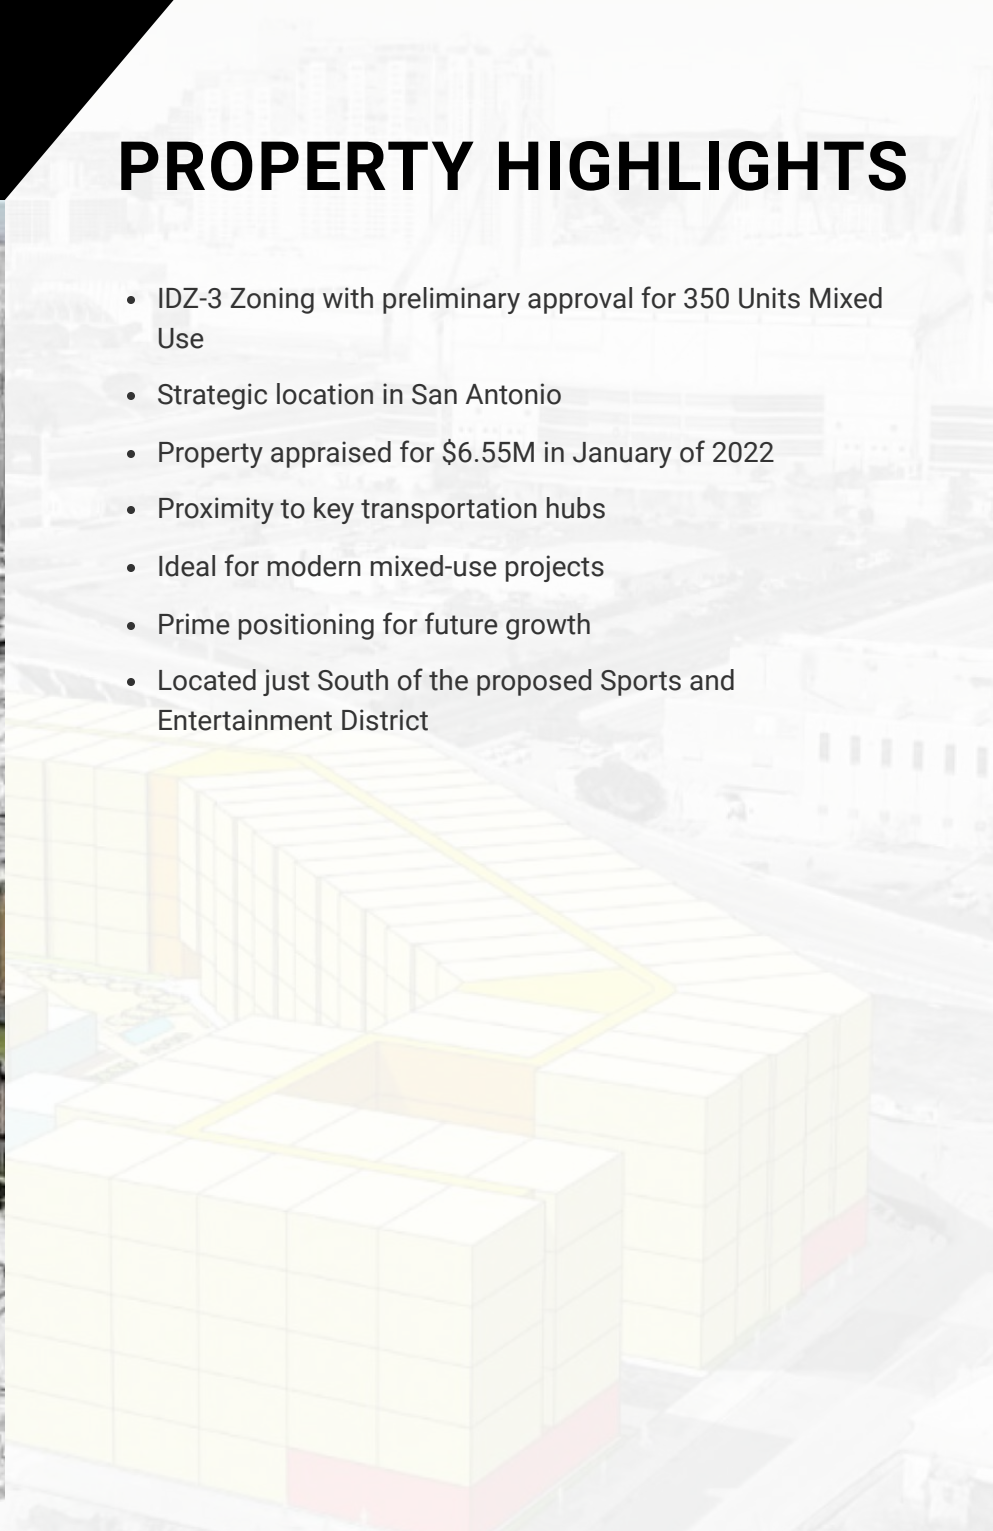 PROPERTY HIGHLIGHTS
• IDZ-3 Zoning with preliminary approval for 350 Units Mixed
Use
• Strategic location in San Antonio
• Property appraised for $6.55M in January of 2022
• Proximity to key transportation hubs
• Ideal for modern mixed-use projects
• Prime positioning for future growth
• Located just South of the proposed Sports and
Entertainment District